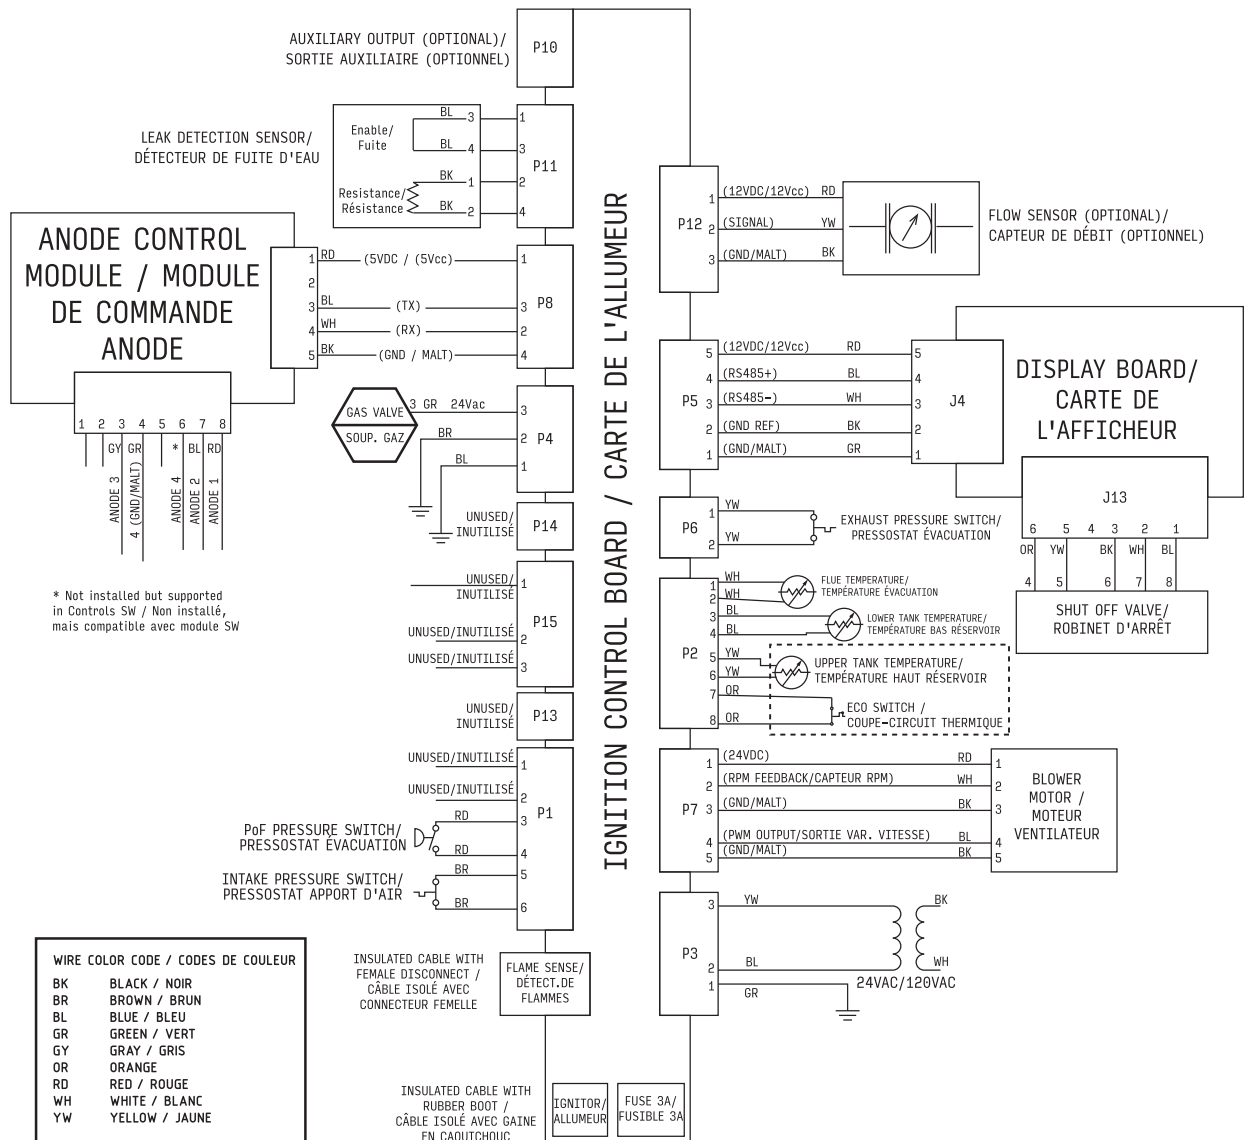 AUXILIARY OUTPUT (OPTIONAL)/
SORTIE AUXILIAIRE (OPTIONNEL)
P10
LEAK DETECTION SENSOR/
DÉTECTEUR DE FUITE D'EAU
Enable/
Fuite
Resistance/
Résistance
BL 3 1
BL 4 3
BK 1 2
BK 2 4
P11
ANODE CONTROL
MODULE / MODULE
DE COMMANDE
ANODE
1 RD (5VDC / (5Vcc) 1
2
3 BL (TX) 3
4 WH (RX) 2
5 BK (GND / MALT) 4
P8
1 2 3 4 5 6 7 8
GY GR * BL RD
ANODE 3
4 (GND/MALT)
ANODE 4
ANODE 2
ANODE 1
* Not installed but supported
in Controls SW / Non installé,
mais compatible avec module SW
GAS VALVE
SOUP. GAZ
3 GR 24Vac 3
BR 2
BL 1
P4
UNUSED/
INUTILISÉ
P14
UNUSED/
INUTILISÉ
1
UNUSED/INUTILISÉ
2
UNUSED/INUTILISÉ
3
P15
UNUSED/
INUTILISÉ
P13
UNUSED/INUTILISÉ
1
UNUSED/INUTILISÉ
2
RD 3
RD 4
BR 5
BR 6
P1
PoF PRESSURE SWITCH/
PRESSOSTAT ÉVACUATION
INTAKE PRESSURE SWITCH/
PRESSOSTAT APPORT D'AIR
INSULATED CABLE WITH
FEMALE DISCONNECT /
CÂBLE ISOLÉ AVEC
CONNECTEUR FEMELLE
FLAME SENSE/
DÉTECT.DE
FLAMMES
INSULATED CABLE WITH
RUBBER BOOT /
CÂBLE ISOLÉ AVEC GAINE
EN CAOUTCHOUC
IGNITOR/
ALLUMEUR
FUSE 3A/
FUSIBLE 3A
WIRE COLOR CODE / CODES DE COULEUR
BK BLACK / NOIR
BR BROWN / BRUN
BL BLUE / BLEU
GR GREEN / VERT
GY GRAY / GRIS
OR ORANGE
RD RED / ROUGE
WH WHITE / BLANC
YW YELLOW / JAUNE
IGNITION CONTROL BOARD / CARTE DE L'ALLUMEUR
P12
1 (12VDC/12Vcc) RD
2 (SIGNAL) YW
3 (GND/MALT) BK
FLOW SENSOR (OPTIONAL)/
CAPTEUR DE DÉBIT (OPTIONNEL)
P5
5 (12VDC/12Vcc) RD 5
4 (RS485+) BL 4
3 (RS485-) WH 3
2 (GND REF) BK 2
1 (GND/MALT) GR 1
J4
DISPLAY BOARD/
CARTE DE
L'AFFICHEUR
J13
6 5 4 3 2 1
OR YW BK WH BL
4 5 6 7 8
SHUT OFF VALVE/
ROBINET D'ARRÊT
P6
1 YW
2 YW
EXHAUST PRESSURE SWITCH/
PRESSOSTAT ÉVACUATION
P2
1 WH
2 WH
3 BL
4 BL
5 YW
6 YW
7 OR
8 OR
FLUE TEMPERATURE/
TEMPÉRATURE ÉVACUATION
LOWER TANK TEMPERATURE/
TEMPÉRATURE BAS RÉSERVOIR
UPPER TANK TEMPERATURE/
TEMPÉRATURE HAUT RÉSERVOIR
ECO SWITCH /
COUPE-CIRCUIT THERMIQUE
P7
1 (24VDC) RD 1
2 (RPM FEEDBACK/CAPTEUR RPM) WH 2
3 (GND/MALT) BK 3
4 (PWM OUTPUT/SORTIE VAR. VITESSE) BL 4
5 (GND/MALT) BK 5
BLOWER
MOTOR /
MOTEUR
VENTILATEUR
P3
3 YW
2 BL
1 GR
BK
WH
24VAC/120VAC